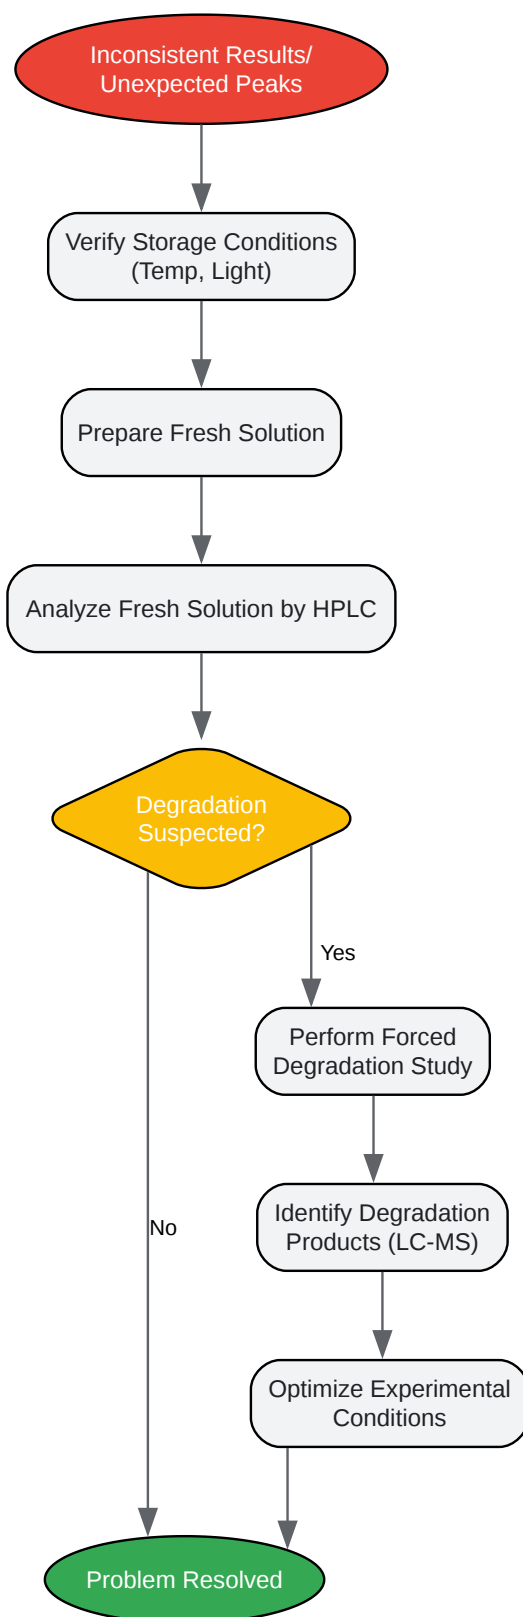 Inconsistent Results/
Unexpected Peaks
Verify Storage Conditions
(Temp, Light)
Prepare Fresh Solution
Analyze Fresh Solution by HPLC
Degradation
Suspected?
Yes
Perform Forced
Degradation Study
Identify Degradation
Products (LC-MS)
No
Optimize Experimental
Conditions
Problem Resolved